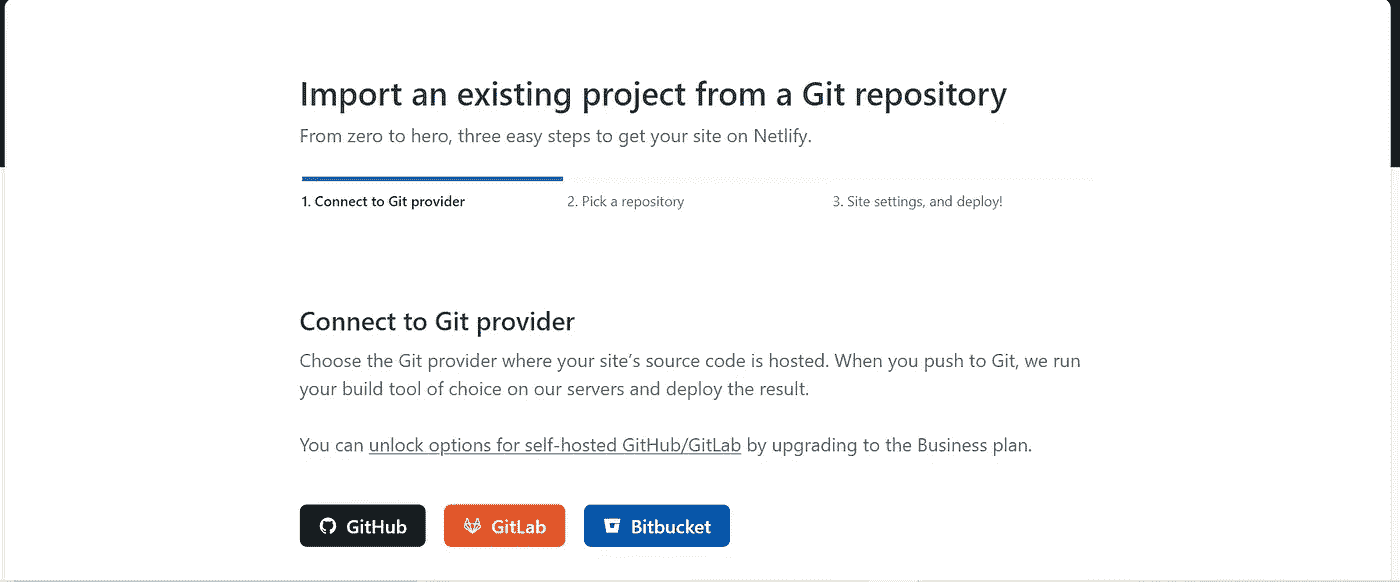 Import an existing project from a Git repository
From zero to hero, three easy steps to get your site on Netlify.
1. Connect to Git provider
2. Pick a repository
3. Site settings, and deploy!
Connect to Git provider
Choose the Git provider where your site’s source code is hosted. When you push to Git, we run
your build tool of choice on our servers and deploy the result.
You can unlock options for self-hosted GitHub/GitLab by upgrading to the Business plan.
GitHub
GitLab
Bitbucket